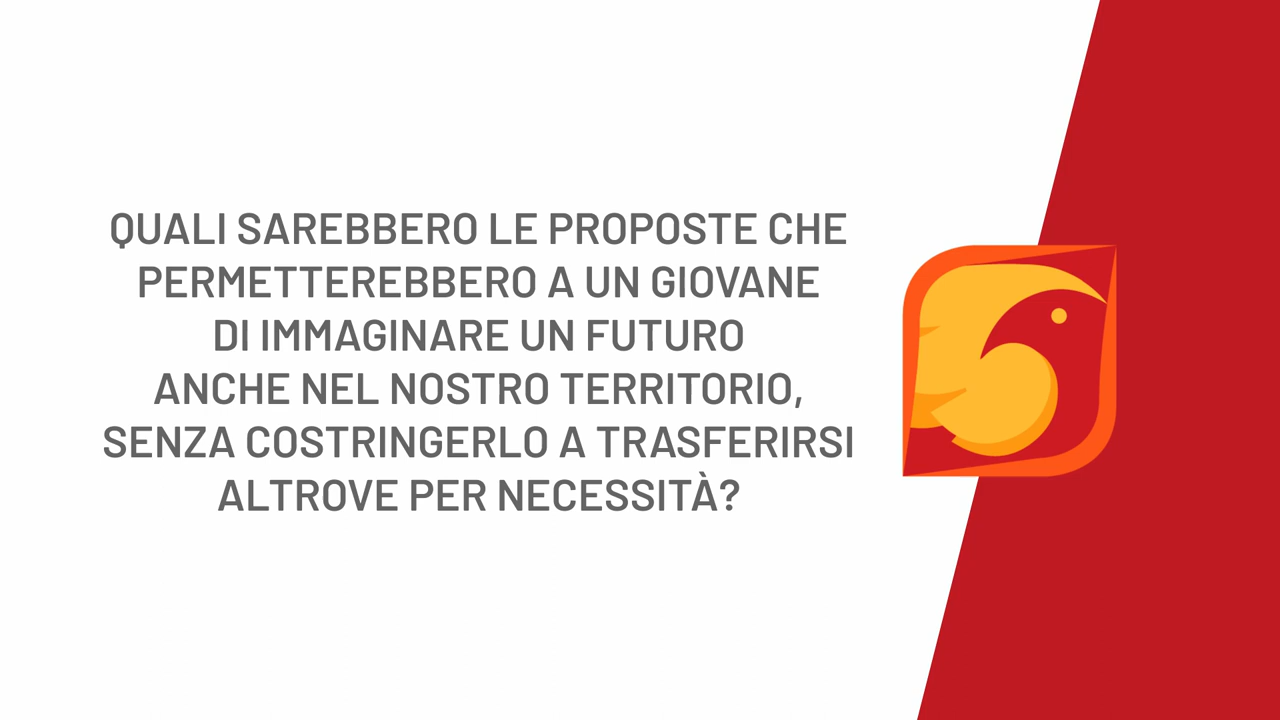 QUALI SAREBBERO LE PROPOSTE CHE
PERMETTEREBBERO A UN GIOVANE
DI IMMAGINARE UN FUTURO
ANCHE NEL NOSTRO TERRITORIO,
SENZA COSTRINGERLO A TRASFERIRSI
ALTROVE PER NECESSITÀ?